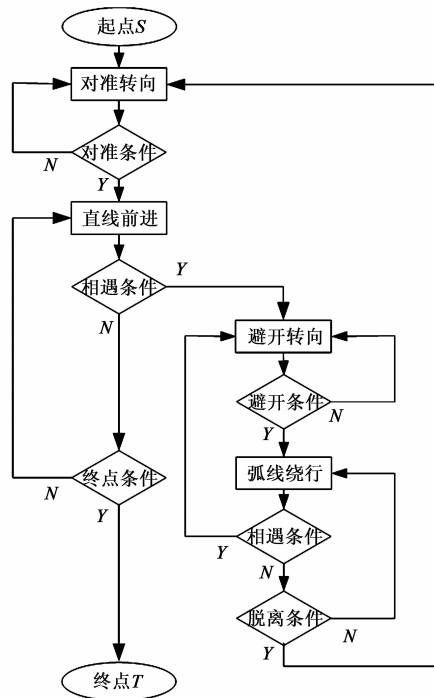 起点S
对准转向
对准条件
N
Y
直线前进
相遇条件
Y
N
避开转向
避开条件
N
Y
终点条件
N
Y
弧线绕行
相遇条件
Y
N
脱离条件
N
Y
终点T